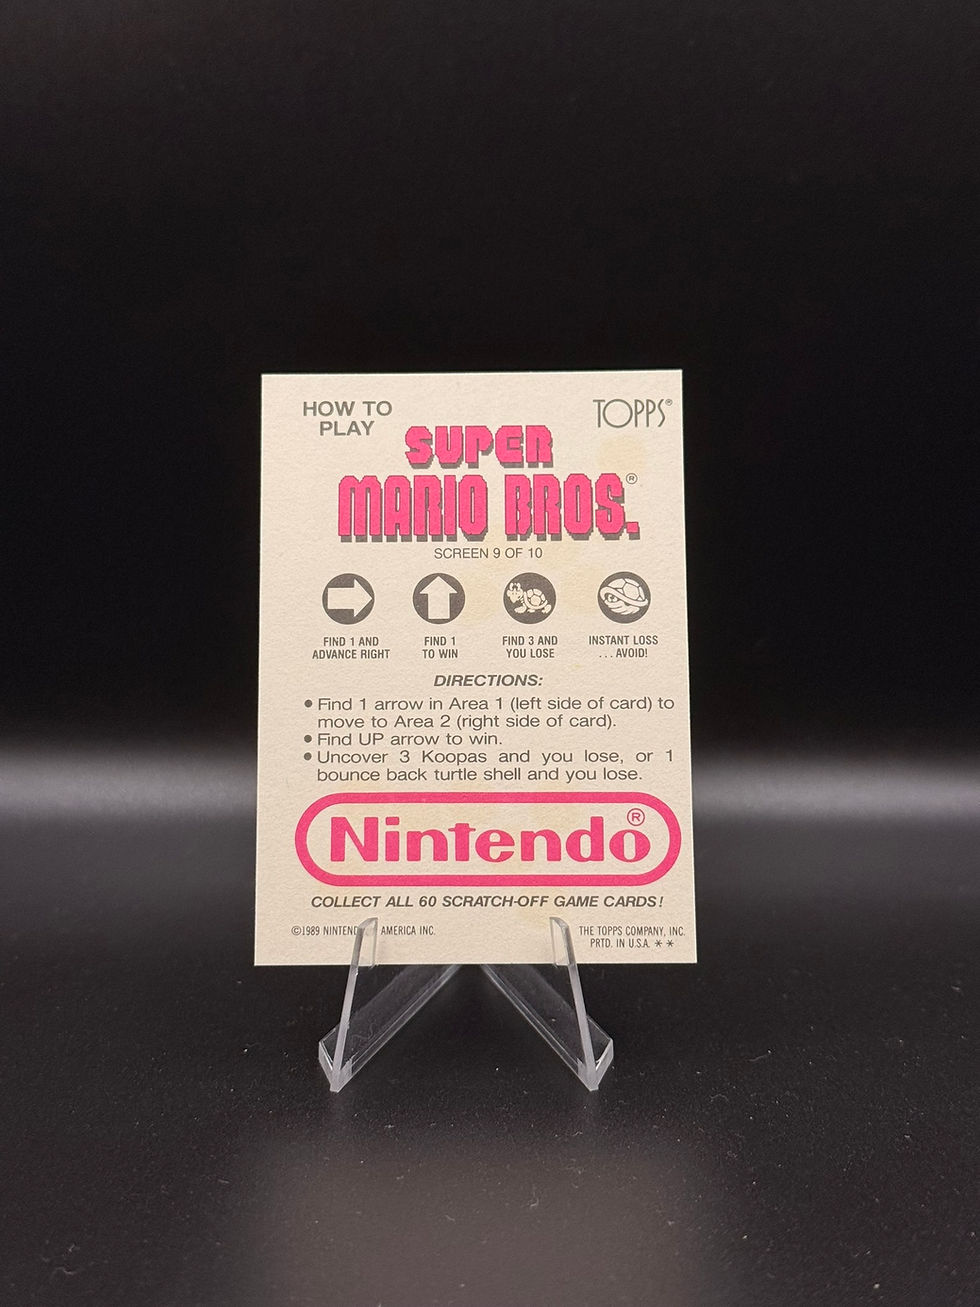 HOW TO
PLAY
TOPPS®
SUPER
MARIO BROS.®
SCREEN 9 OF 10
FIND 1 AND
ADVANCE RIGHT
FIND 1
TO WIN
FIND 3 AND
YOU LOSE
INSTANT LOSS
...AVOID!
DIRECTIONS:
• Find 1 arrow in Area 1 (left side of card) to
move to Area 2 (right side of card).
• Find UP arrow to win.
• Uncover 3 Koopas and you lose, or 1
bounce back turtle shell and you lose.
Nintendo®
COLLECT ALL 60 SCRATCH-OFF GAME CARDS!
©1989 NINTENDO AMERICA INC.
THE TOPPS COMPANY, INC.
PRTD. IN U.S.A. * *